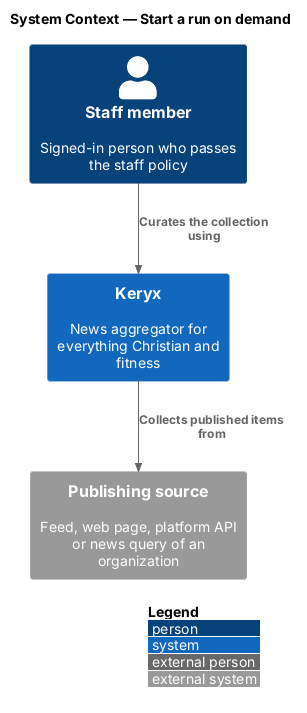 System Context — Start a run on demand
Staff member
Signed-in person who passes
the staff policy
Curates the collection
using
Keryx
News aggregator for
everything Christian and
fitness
Collects published items
from
Publishing source
Feed, web page, platform API
or news query of an
organization
Legend
person
system
external person
external system